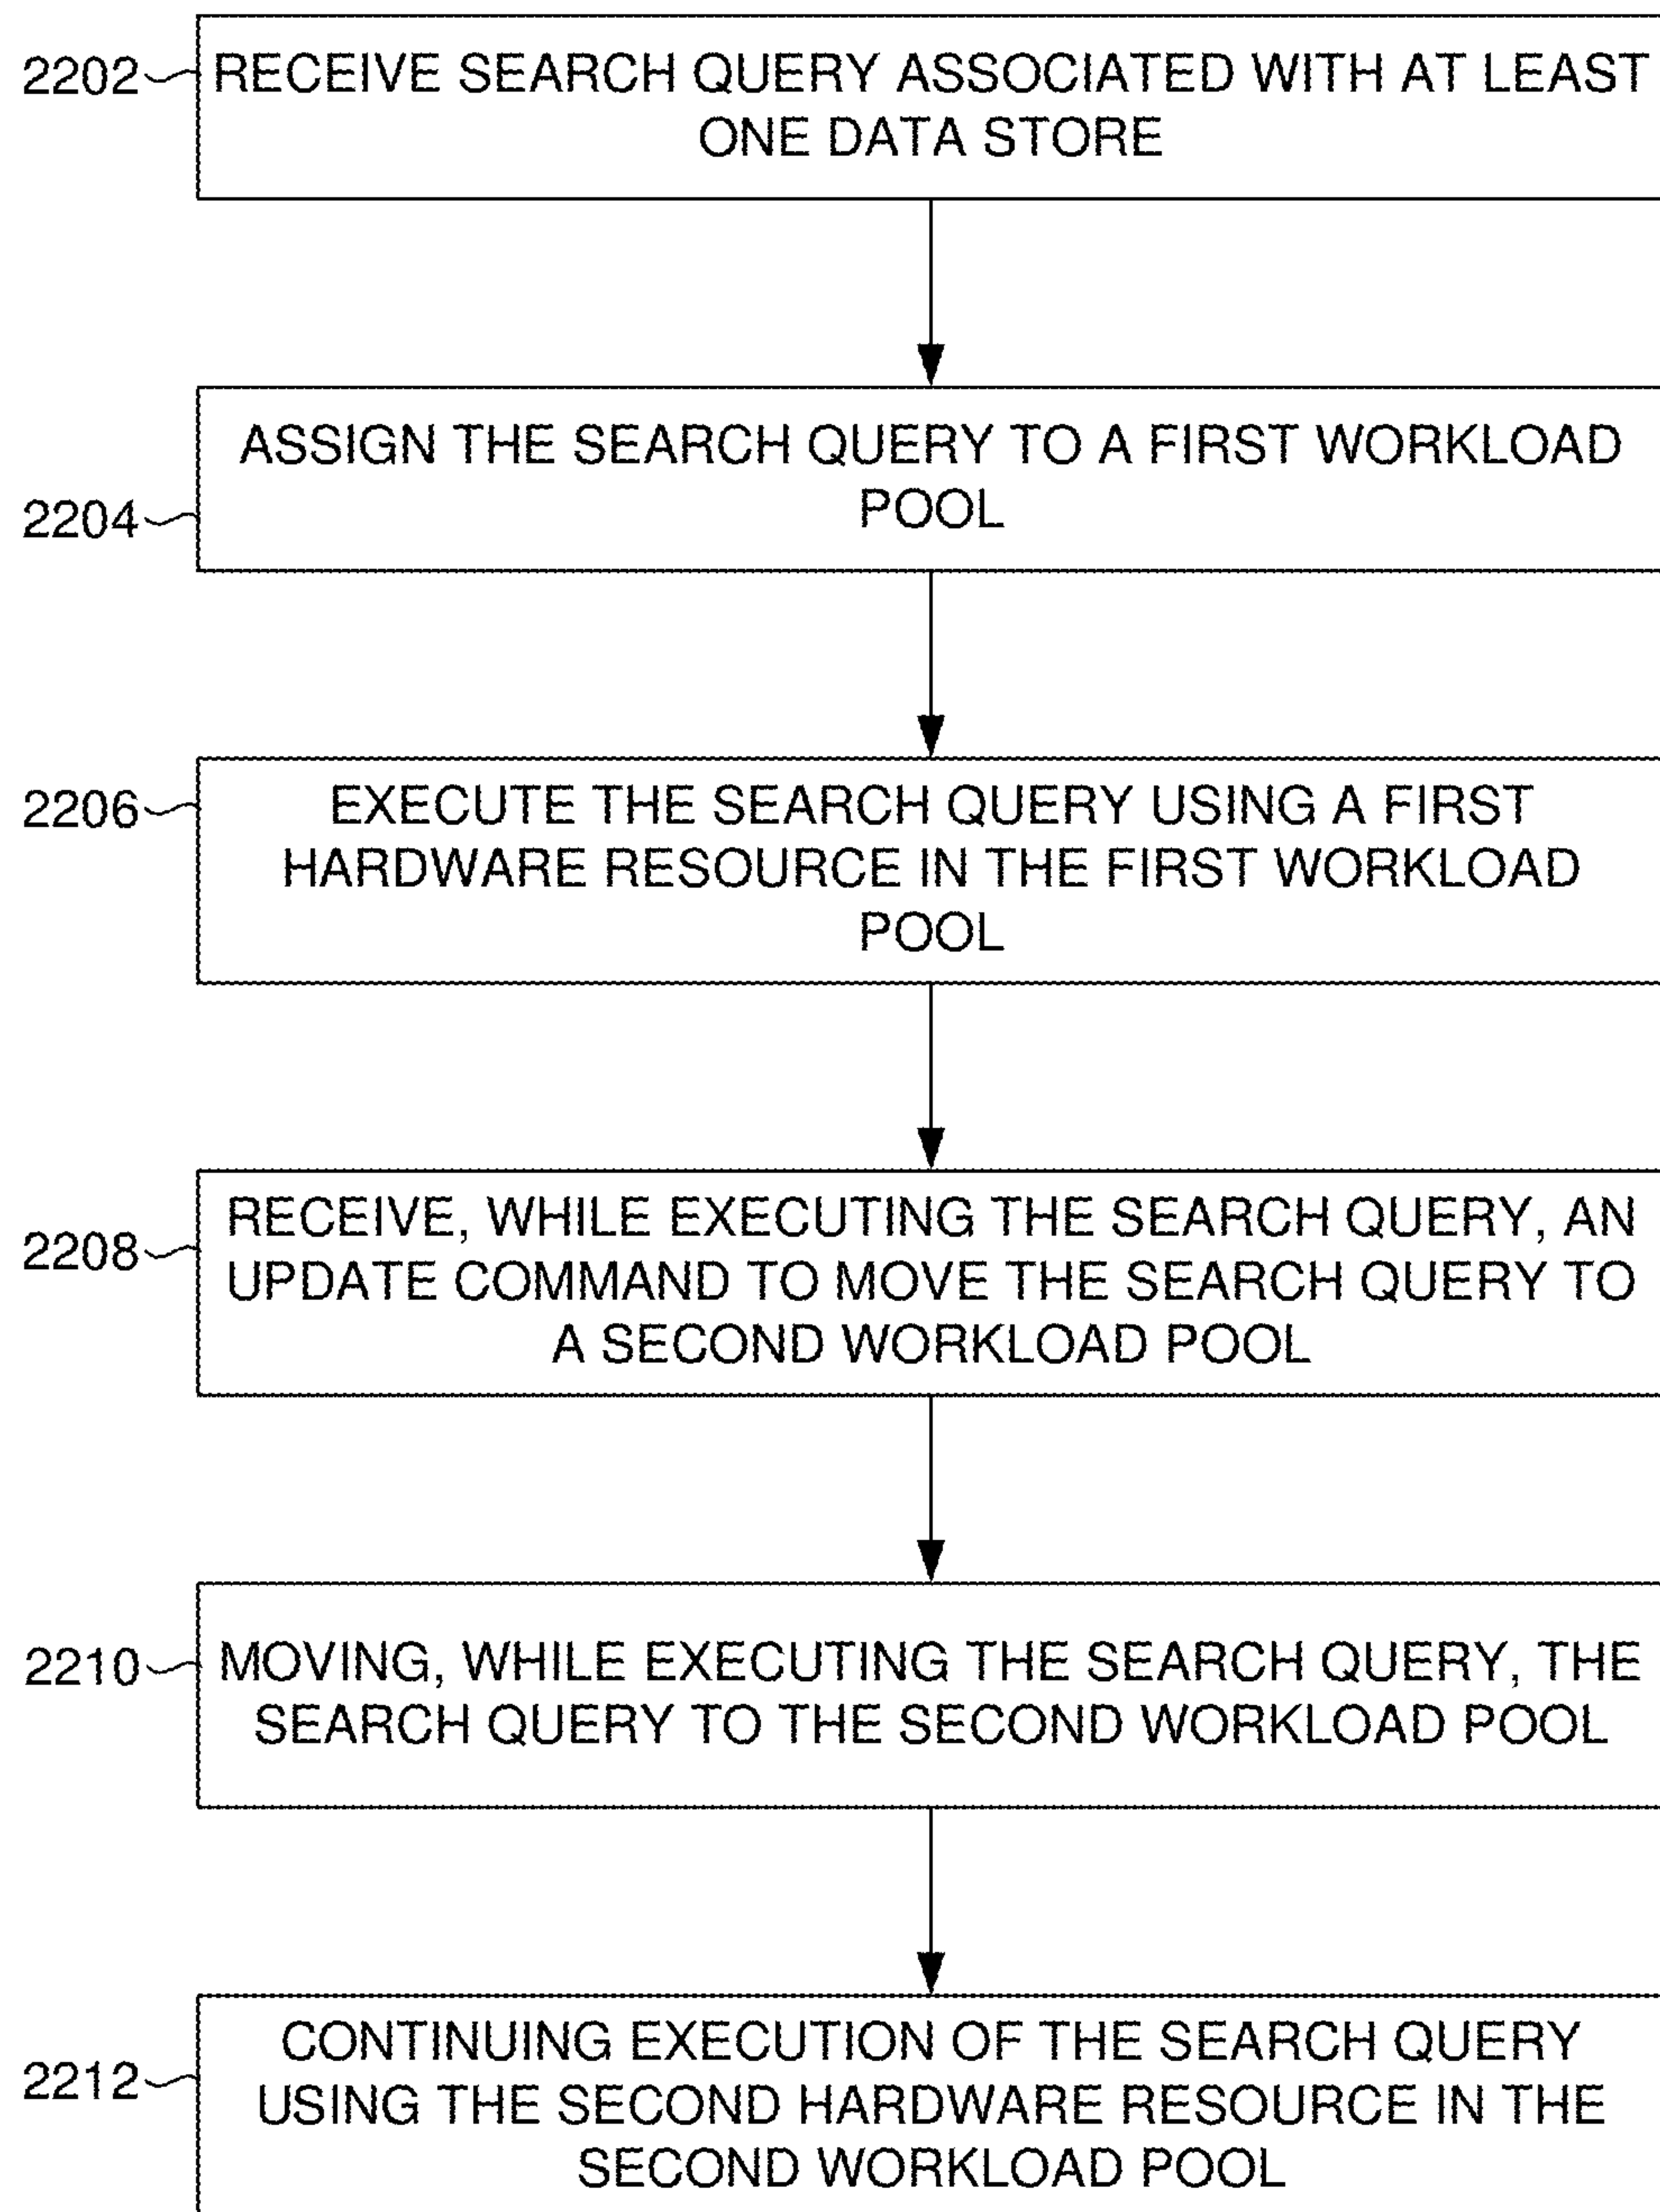 2202
RECEIVE SEARCH QUERY ASSOCIATED WITH AT LEAST
ONE DATA STORE
2204
ASSIGN THE SEARCH QUERY TO A FIRST WORKLOAD
POOL
2206
EXECUTE THE SEARCH QUERY USING A FIRST
HARDWARE RESOURCE IN THE FIRST WORKLOAD
POOL
2208
RECEIVE, WHILE EXECUTING THE SEARCH QUERY, AN
UPDATE COMMAND TO MOVE THE SEARCH QUERY TO
A SECOND WORKLOAD POOL
2210
MOVING, WHILE EXECUTING THE SEARCH QUERY, THE
SEARCH QUERY TO THE SECOND WORKLOAD POOL
2212
CONTINUING EXECUTION OF THE SEARCH QUERY
USING THE SECOND HARDWARE RESOURCE IN THE
SECOND WORKLOAD POOL